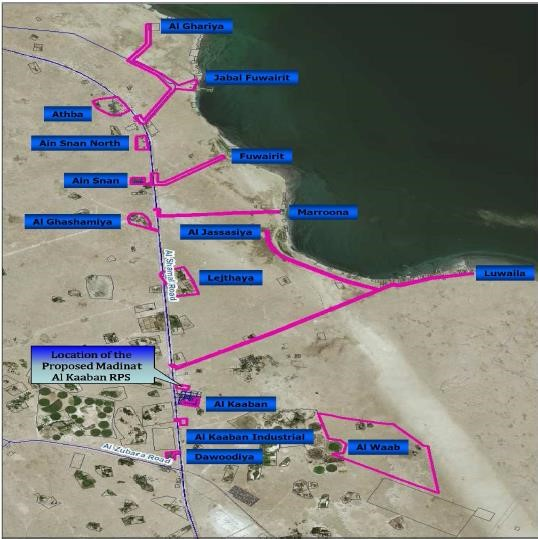 Al Ghariya
Jabal Fuwairit
Athba
Ain Snan North
Fuwairit
Ain Snan
Marroona
Al Ghashamiya
Al Jassasiya
Al Shamal Road
Lejthaya
Luwaila
Location of the
Proposed Madinat
Al Kaaban RPS
Al Kaaban
Al Kaaban Industrial
Al Zubara Road
Al Waab
Dawoodiya